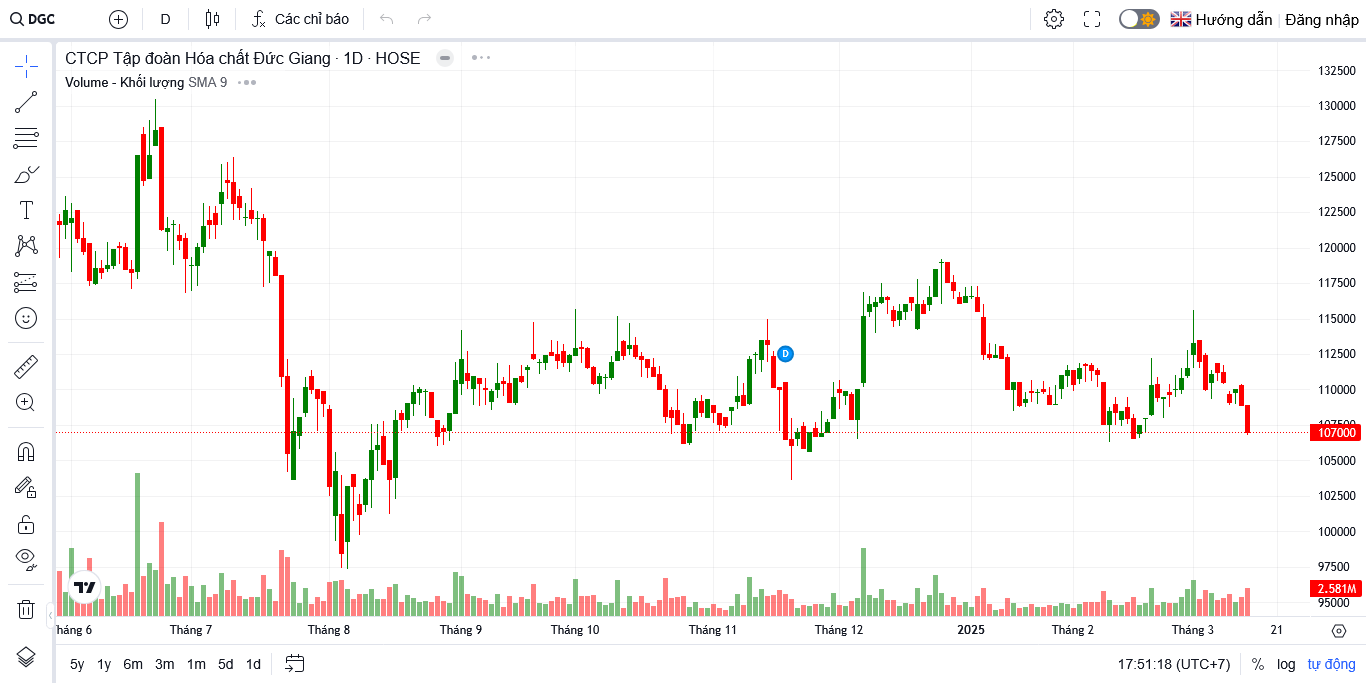 DGC D Các chỉ báo Hướng dẫn Đăng nhập
CTCP Tập đoàn Hóa chất Đức Giang · 1D · HOSE
Volume - Khối lượng SMA 9
132500
130000
127500
125000
122500
120000
117500
115000
112500
110000
107500
107000
105000
102500
100000
97500
2.581M
95000
D
háng 6 Tháng 7 Tháng 8 Tháng 9 Tháng 10 Tháng 11 Tháng 12 2025 Tháng 2 Tháng 3 21
5y 1y 6m 3m 1m 5d 1d 17:51:18 (UTC+7) % log tự động